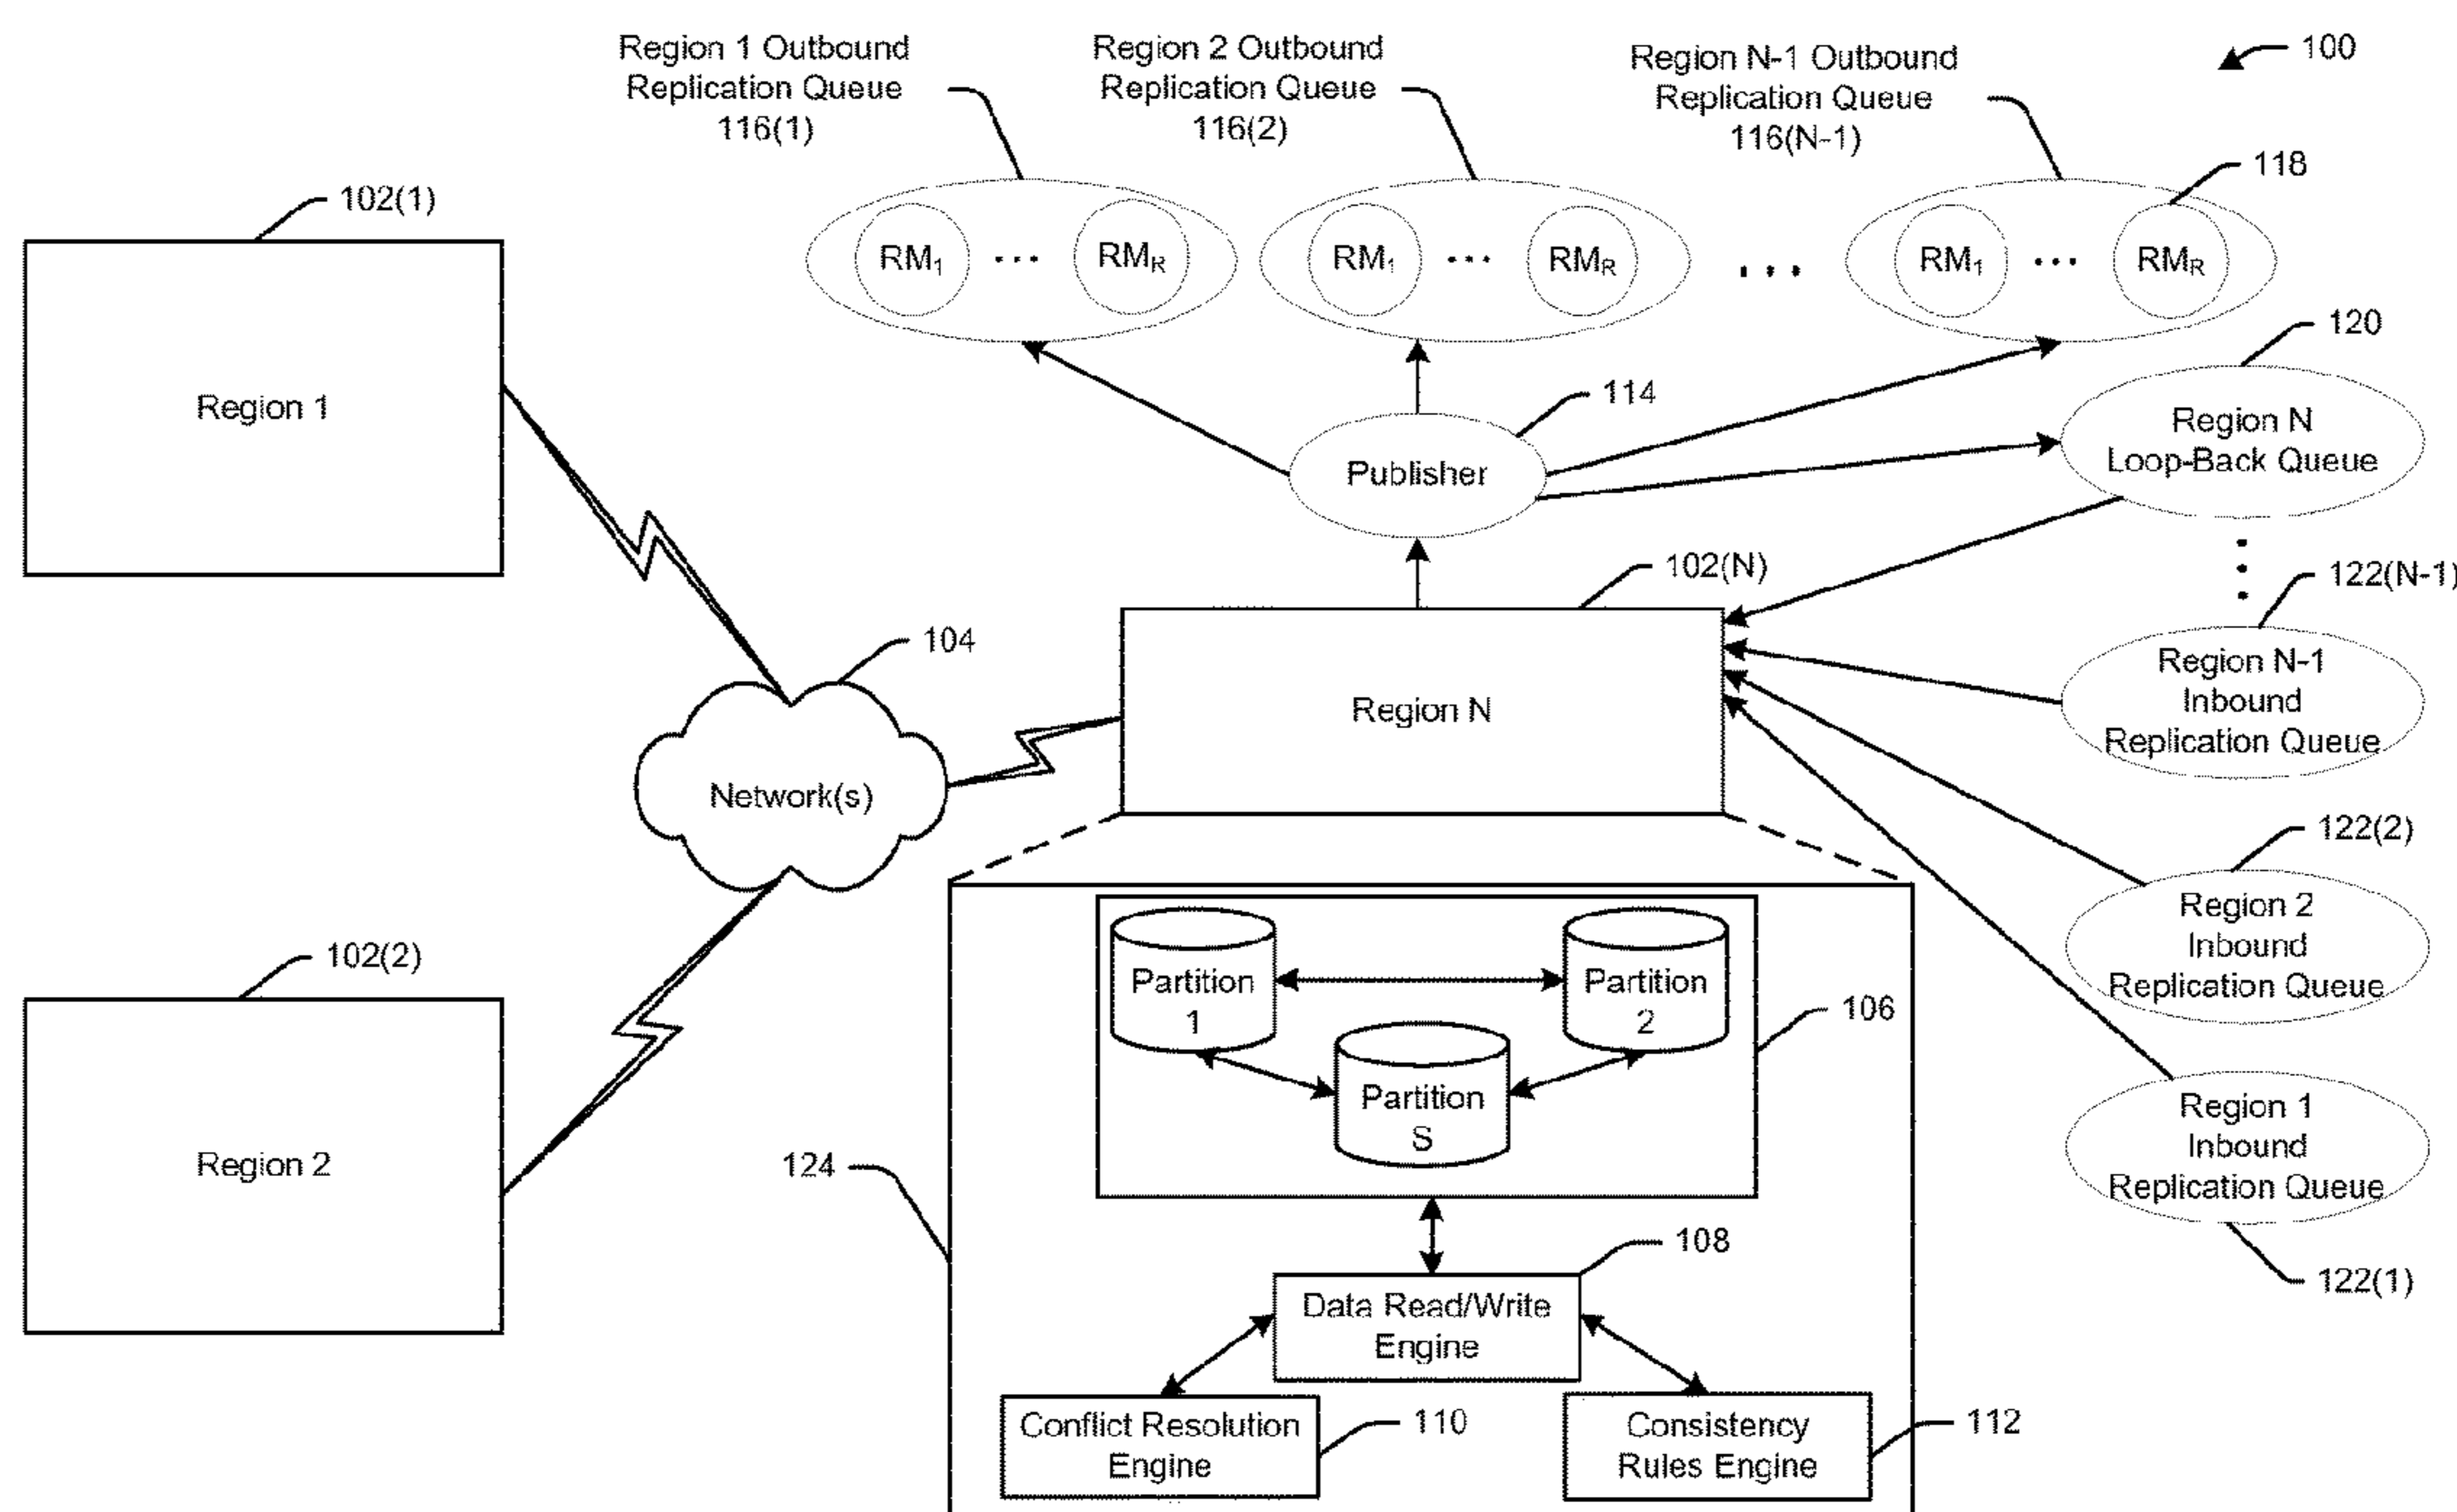 Region 1 Outbound
Replication Queue
116(1)
Region 2 Outbound
Replication Queue
116(2)
Region N-1 Outbound
Replication Queue
116(N-1)
100
118
102(1)
RM1 ... RMR
RM1 ... RMR
...
RM1 ... RMR
120
Region 1
114
Publisher
Region N
Loop-Back Queue
102(N)
122(N-1)
104
Region N-1
Inbound
Replication Queue
Region N
Network(s)
122(2)
Region 2
Inbound
Replication Queue
102(2)
Partition
1
Partition
2
106
Partition
S
Region 1
Inbound
Replication Queue
124
Region 2
108
122(1)
Data Read/Write
Engine
Conflict Resolution
Engine
110
Consistency
Rules Engine
112